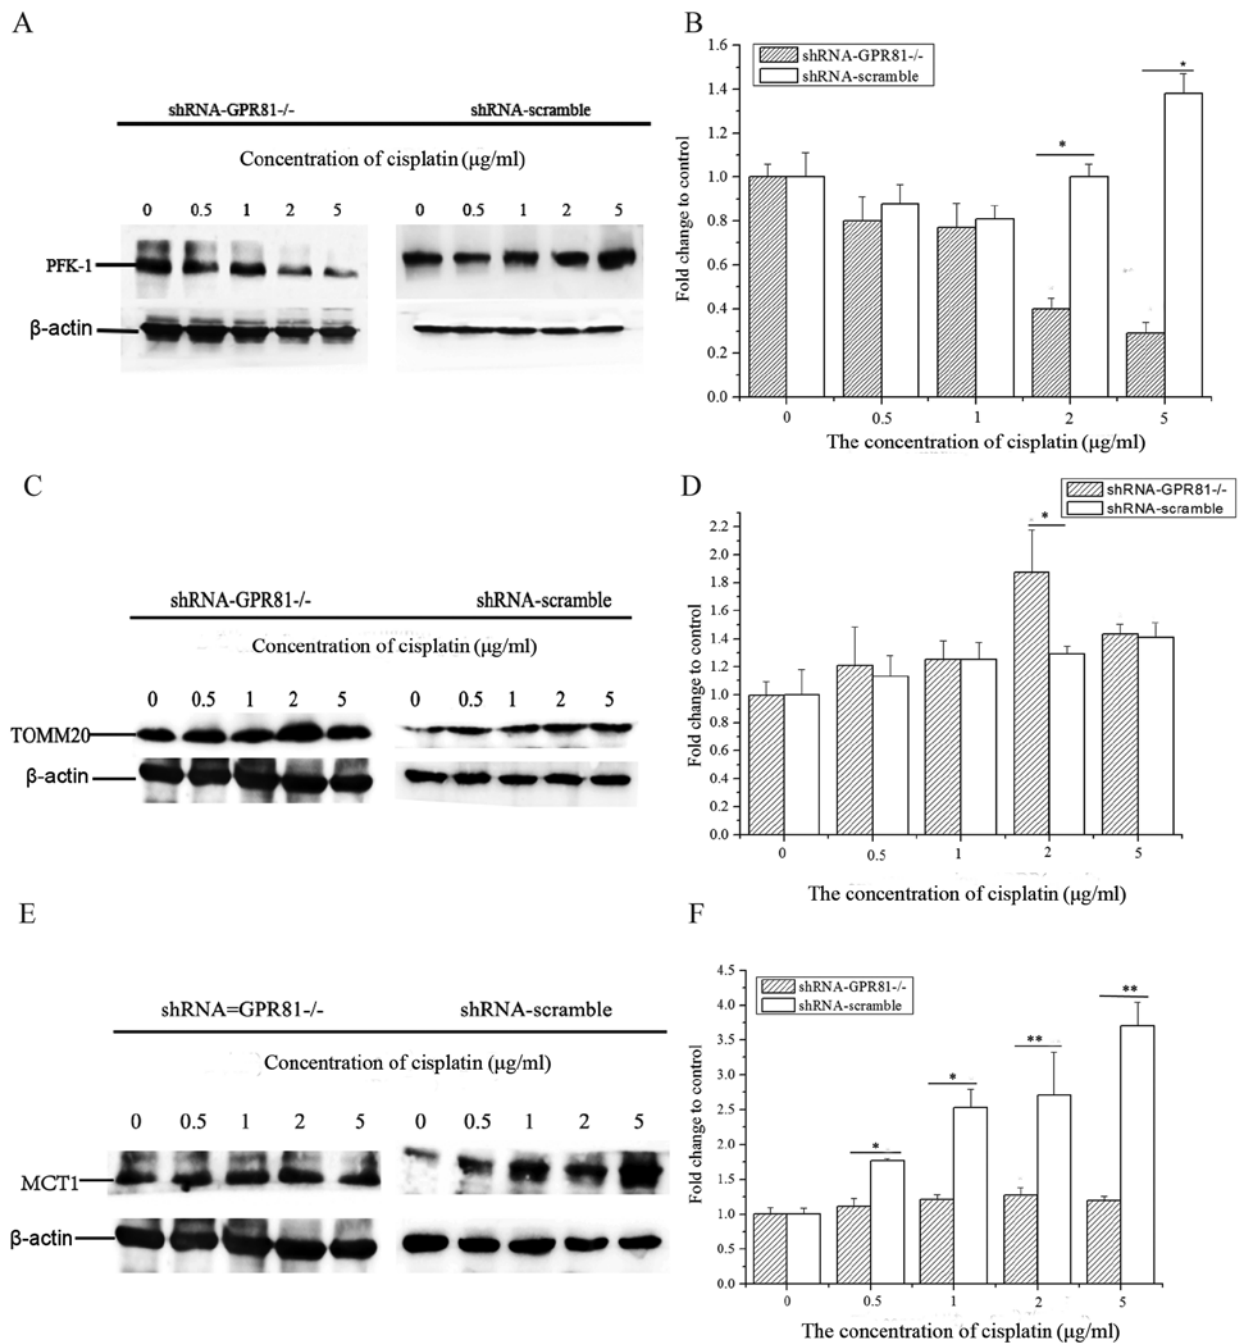 A
shRNA-GPR81-/- shRNA-scramble
Concentration of cisplatin (μg/ml)
0 0.5 1 2 5 0 0.5 1 2 5
PFK-1
β-actin
B
shRNA-GPR81-/-
shRNA-scramble
*
*
Fold change to control
1.6
1.4
1.2
1.0
0.8
0.6
0.4
0.2
0.0
0 0.5 1 2 5
The concentration of cisplatin (μg/ml)
C
shRNA-GPR81-/- shRNA-scramble
Concentration of cisplatin (μg/ml)
0 0.5 1 2 5 0 0.5 1 2 5
TOMM20
β-actin
D
shRNA-GPR81-/-
shRNA-scramble
*
Fold change to control
2.2
2.0
1.8
1.6
1.4
1.2
1.0
0.8
0.6
0.4
0.2
0.0
0 0.5 1 2 5
The concentration of cisplatin (μg/ml)
E
shRNA=GPR81-/- shRNA-scramble
Concentration of cisplatin (μg/ml)
0 0.5 1 2 5 0 0.5 1 2 5
MCT1
β-actin
F
shRNA-GPR81-/-
shRNA-scramble
*
*
**
**
Fold change to control
4.5
4.0
3.5
3.0
2.5
2.0
1.5
1.0
0.5
0.0
0 0.5 1 2 5
The concentration of cisplatin (μg/ml)